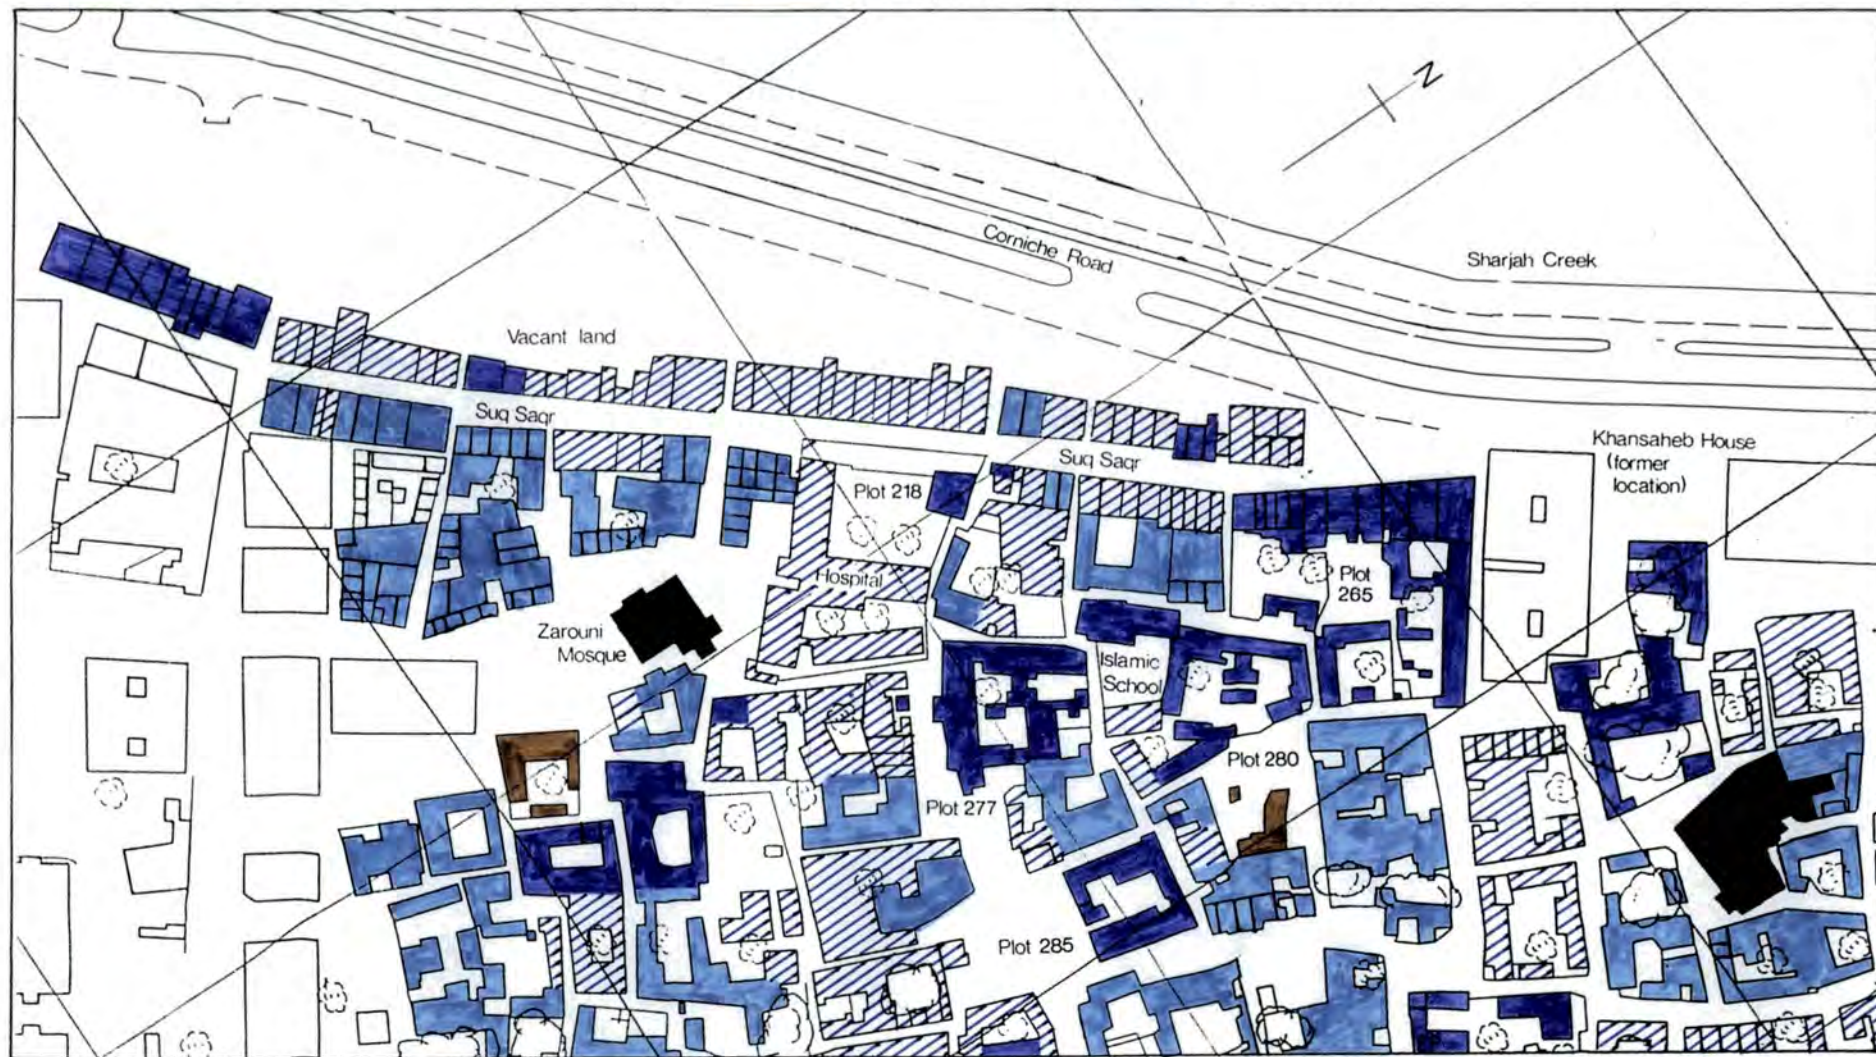 N
Corniche Road
Sharjah Creek
Vacant land
Suq Saqr
Suq Saqr
Khansaheb House
(former
location)
Plot 218
Hospital
Plot
265
Zarouni
Mosque
Islamic
School
Plot 280
Plot 277
Plot 285